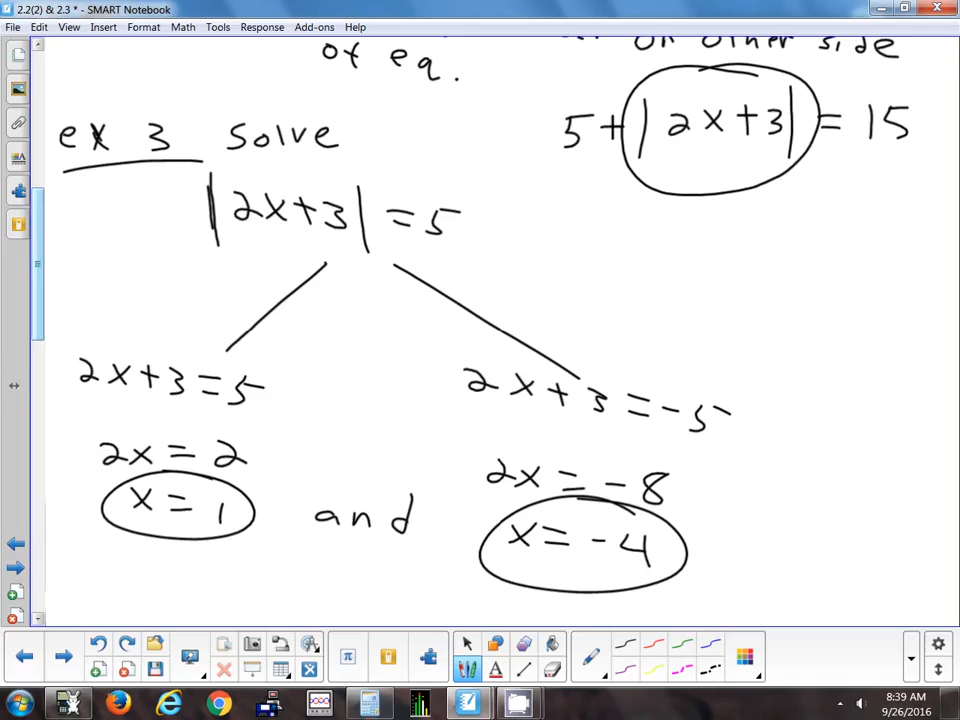 2.2(2) & 2.3 * - SMART Notebook
File Edit View Insert Format Math Tools Response Add-ons Help
on other side
of eq.
5+|2x+3|=15
ex 3 solve
|2x+3|=5
2x+3=5
2x+3=-5
2x=2
2x=-8
x=1 and x=-4
8:39 AM
9/26/2016